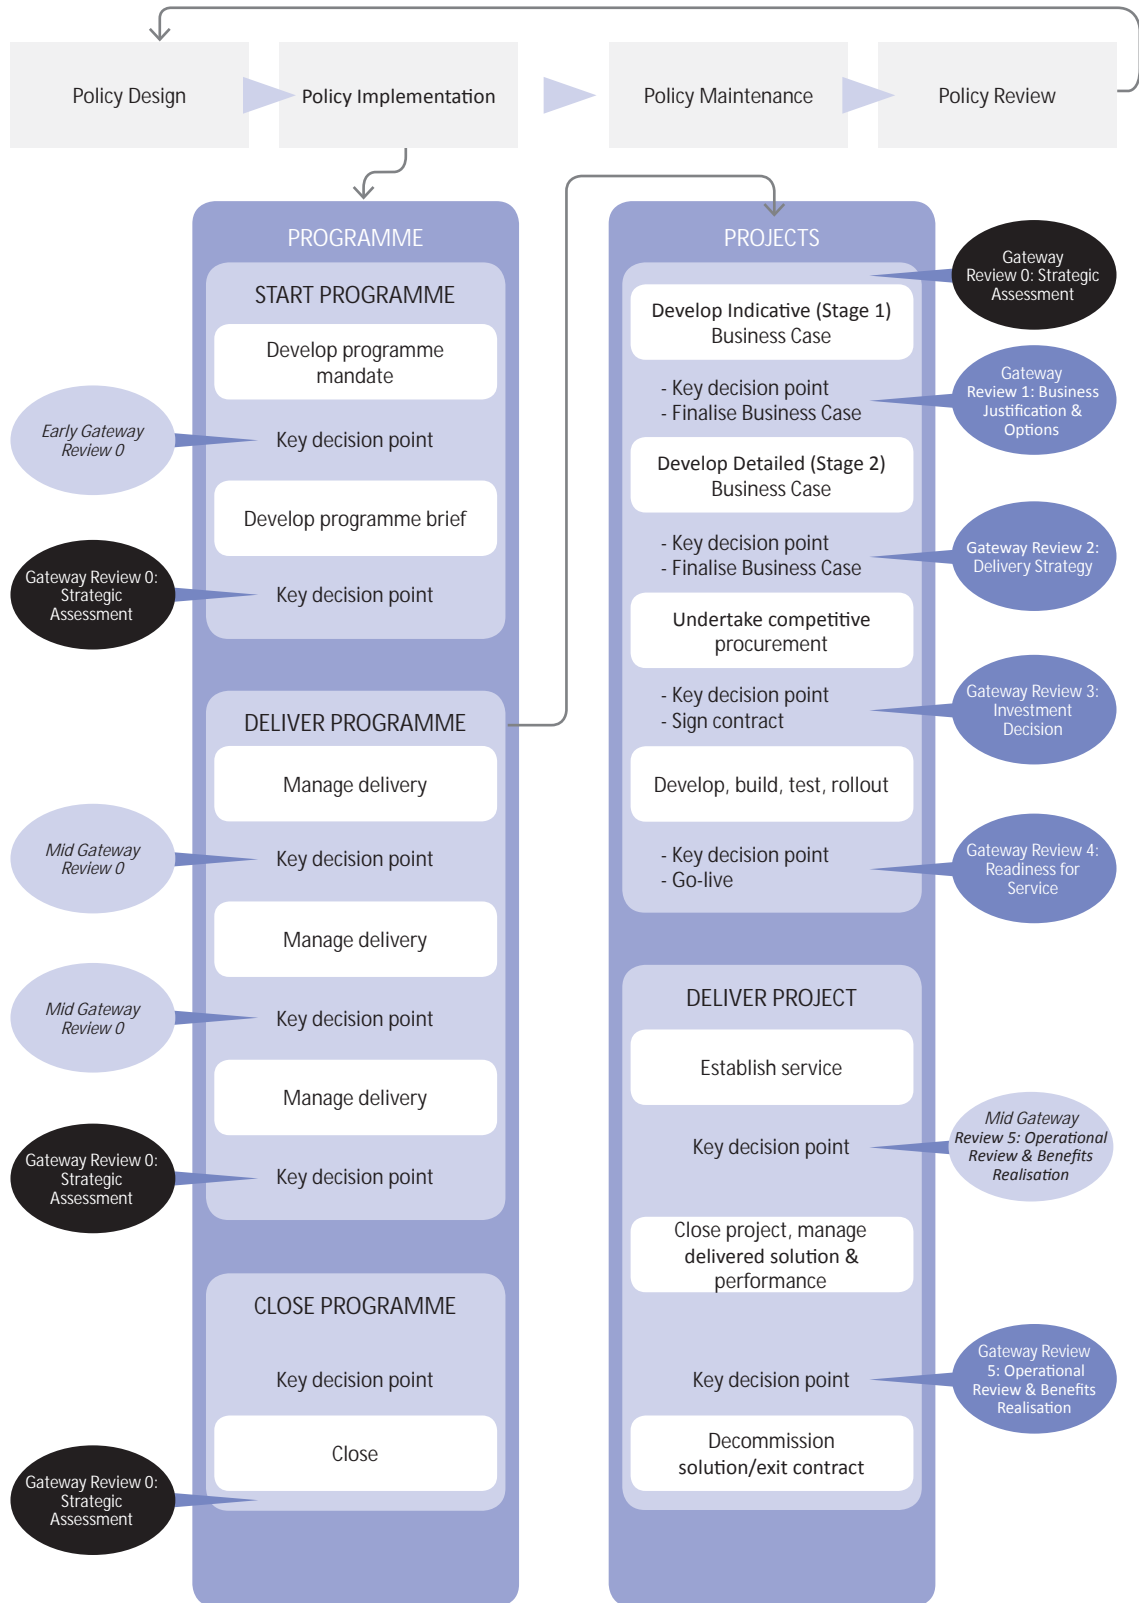 Policy Design
Policy Implementation
Policy Maintenance
Policy Review
PROGRAMME
START PROGRAMME
Develop programme
mandate
Early Gateway
Review 0
Key decision point
Develop programme brief
Gateway Review 0:
Strategic
Assessment
Key decision point
DELIVER PROGRAMME
Manage delivery
Mid Gateway
Review 0
Key decision point
Manage delivery
Mid Gateway
Review 0
Key decision point
Manage delivery
Gateway Review 0:
Strategic
Assessment
Key decision point
CLOSE PROGRAMME
Key decision point
Close
Gateway Review 0:
Strategic
Assessment
PROJECTS
Gateway
Review 0: Strategic
Assessment
Develop Indicative (Stage 1)
Business Case
- Key decision point
- Finalise Business Case
Gateway
Review 1: Business
Justification &
Options
Develop Detailed (Stage 2)
Business Case
- Key decision point
- Finalise Business Case
Gateway Review 2:
Delivery Strategy
Undertake competitive
procurement
- Key decision point
- Sign contract
Gateway Review 3:
Investment
Decision
Develop, build, test, rollout
- Key decision point
- Go-live
Gateway Review 4:
Readiness for
Service
DELIVER PROJECT
Establish service
Key decision point
Mid Gateway
Review 5: Operational
Review & Benefits
Realisation
Close project, manage
delivered solution &
performance
Key decision point
Gateway Review
5: Operational
Review & Benefits
Realisation
Decommission
solution/exit contract